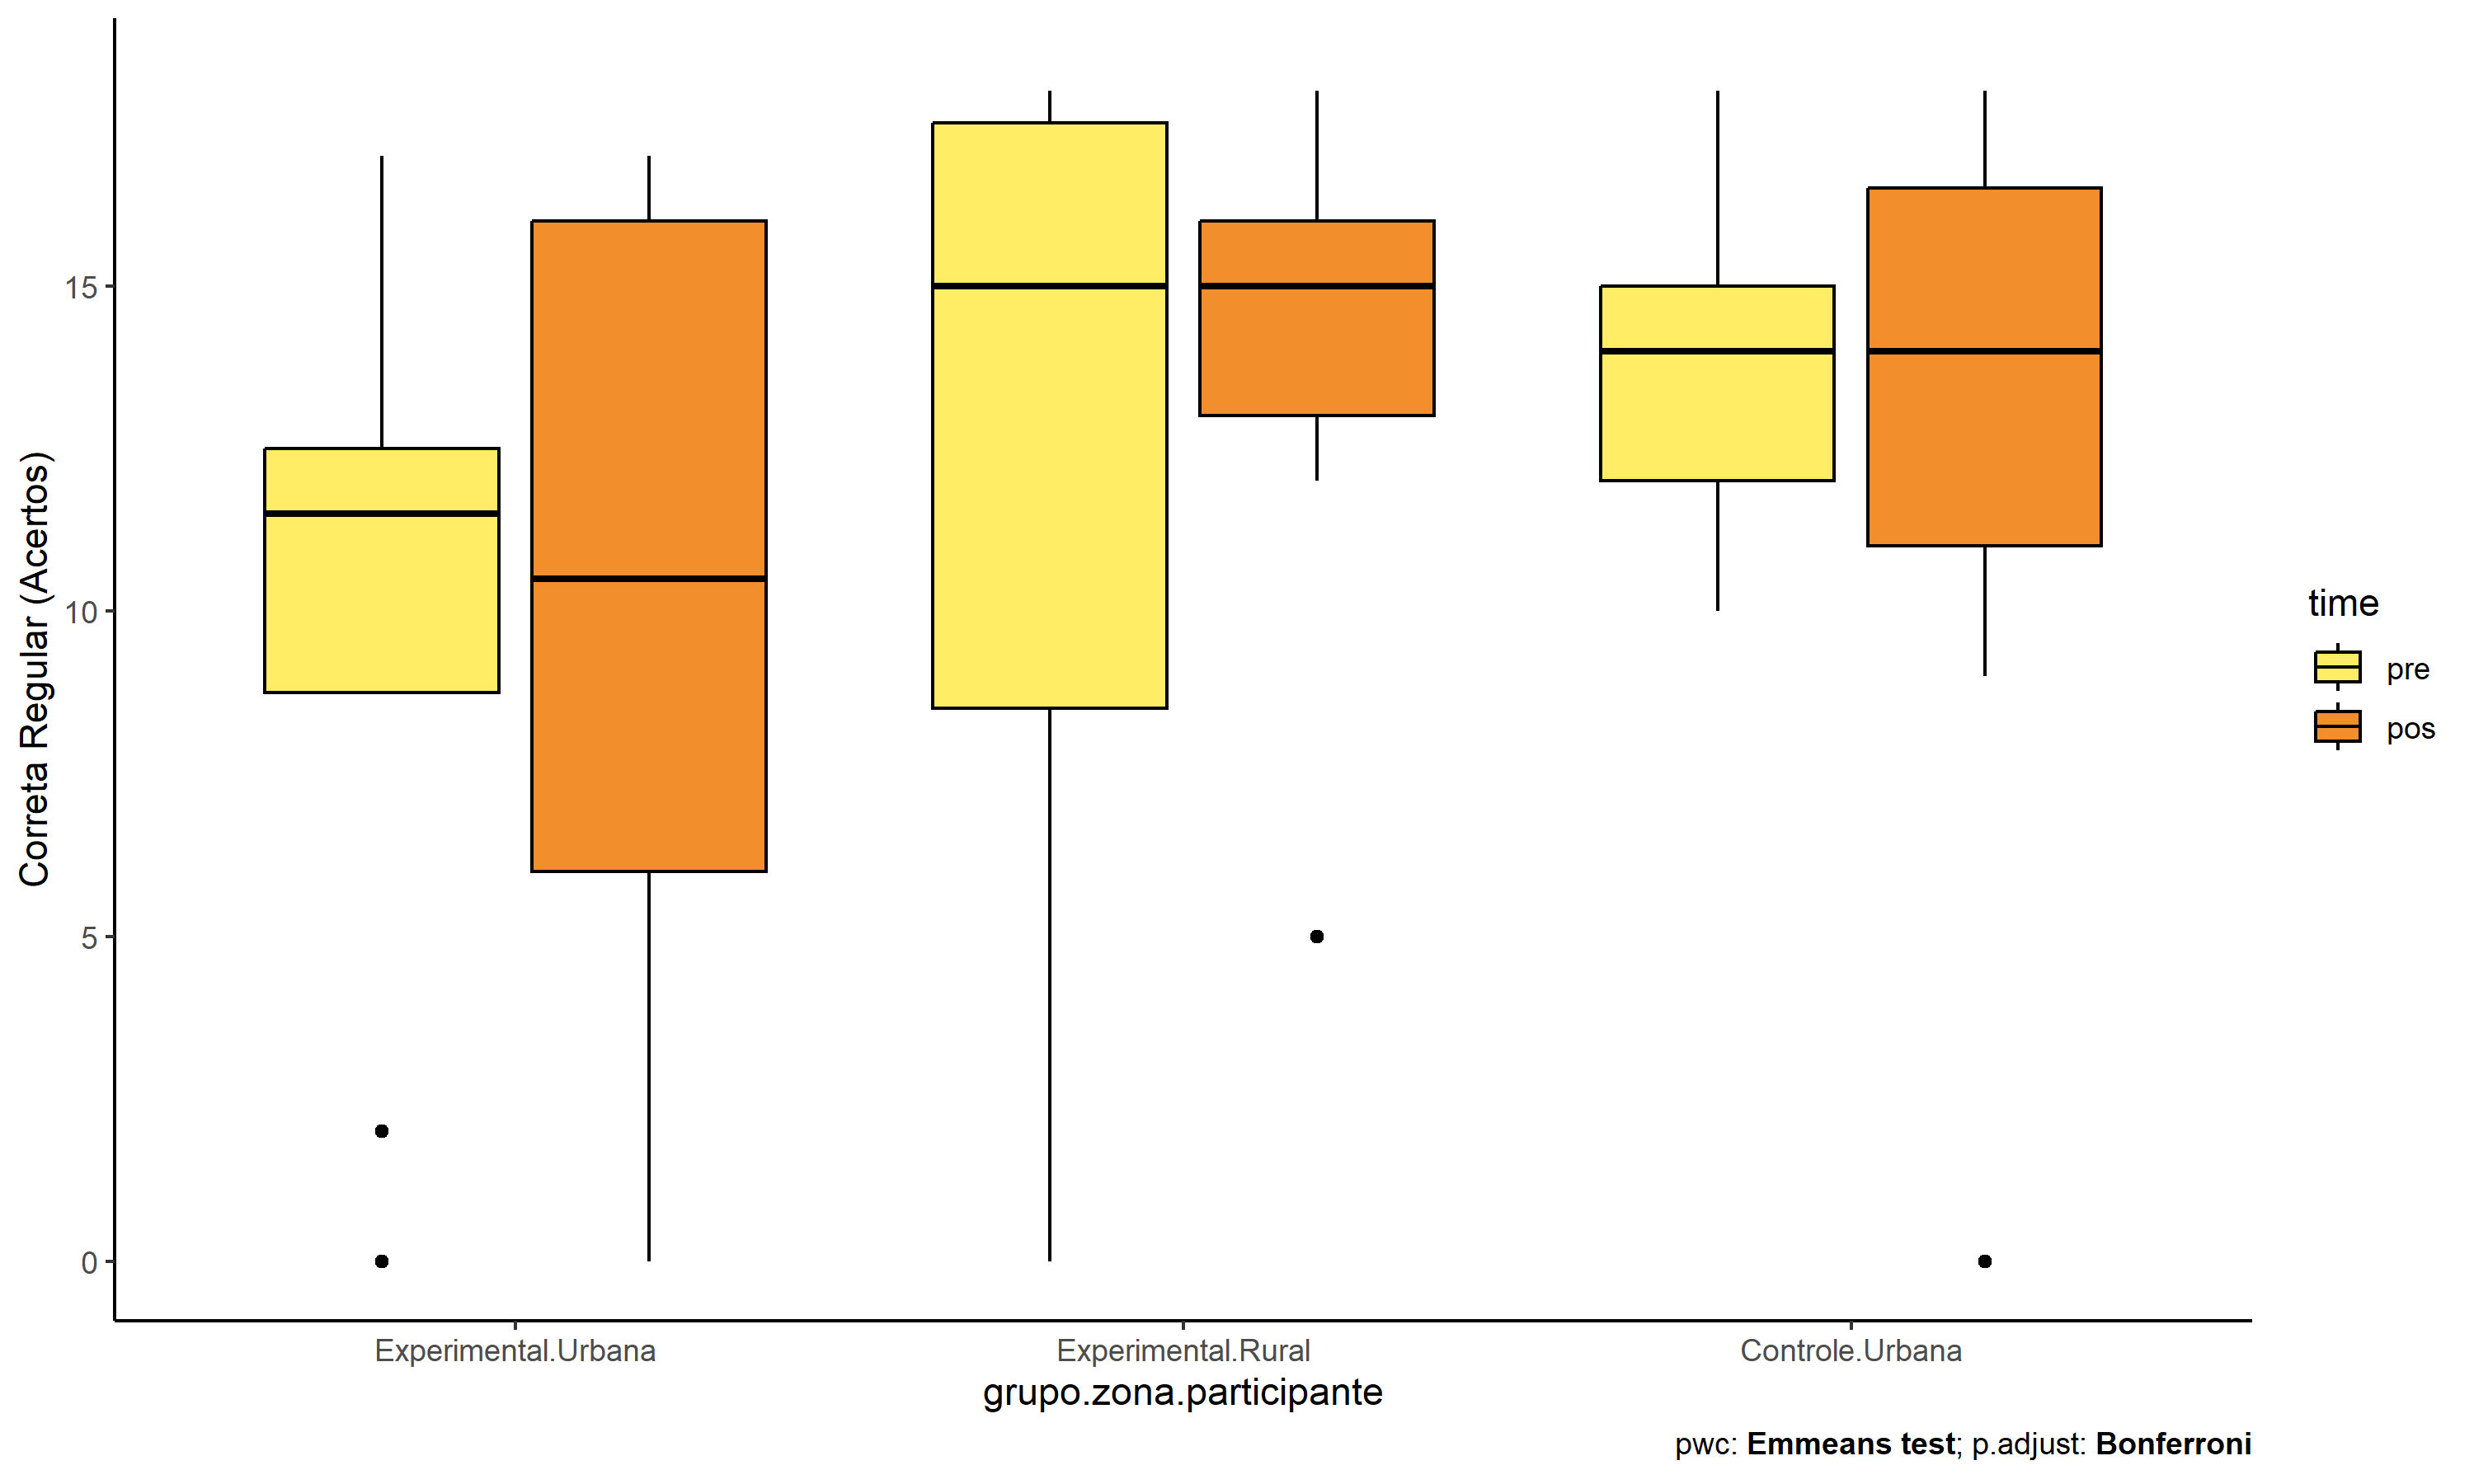 Correta Regular (Acertos)
15
10
5
0
Experimental.Urbana
Experimental.Rural
Controle.Urbana
grupo.zona.participante
time
pre
pos
pwc: Emmeans test; p.adjust: Bonferroni